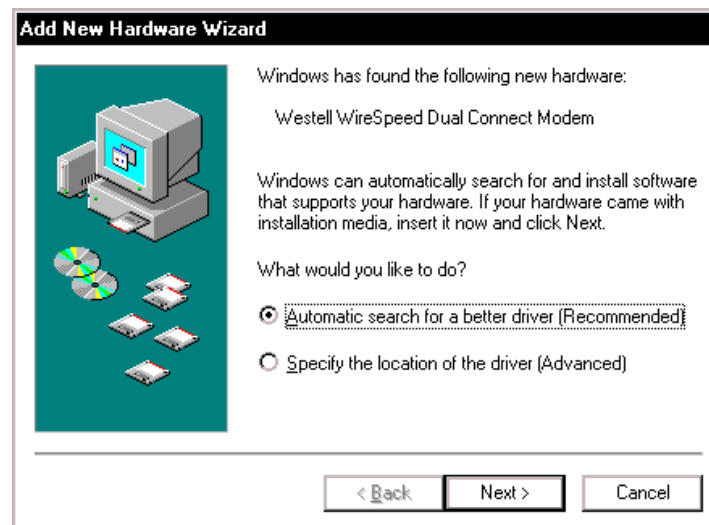 Add New Hardware Wizard
Windows has found the following new hardware:
Westell WireSpeed Dual Connect Modem
Windows can automatically search for and install software
that supports your hardware. If your hardware came with
installation media, insert it now and click Next.
What would you like to do?
Automatic search for a better driver (Recommended)
Specify the location of the driver (Advanced)
< Back
Next >
Cancel